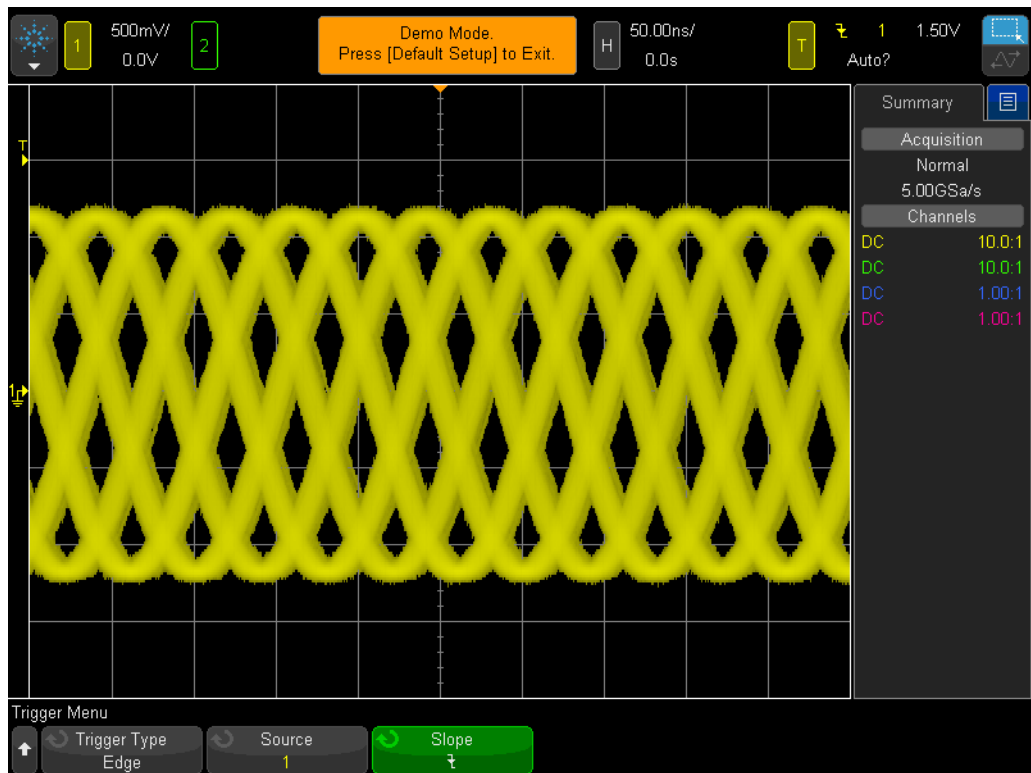 1 500mV/ 2 Demo Mode. H 50.00ns/ T 1 1.50V
0.0V Press [Default Setup] to Exit. 0.0s Auto?
Summary
Acquisition
Normal
5.00GSa/s
Channels
DC 10.0:1
DC 10.0:1
DC 1.00:1
DC 1.00:1
T
1
Trigger Menu
Trigger Type Source Slope
Edge 1